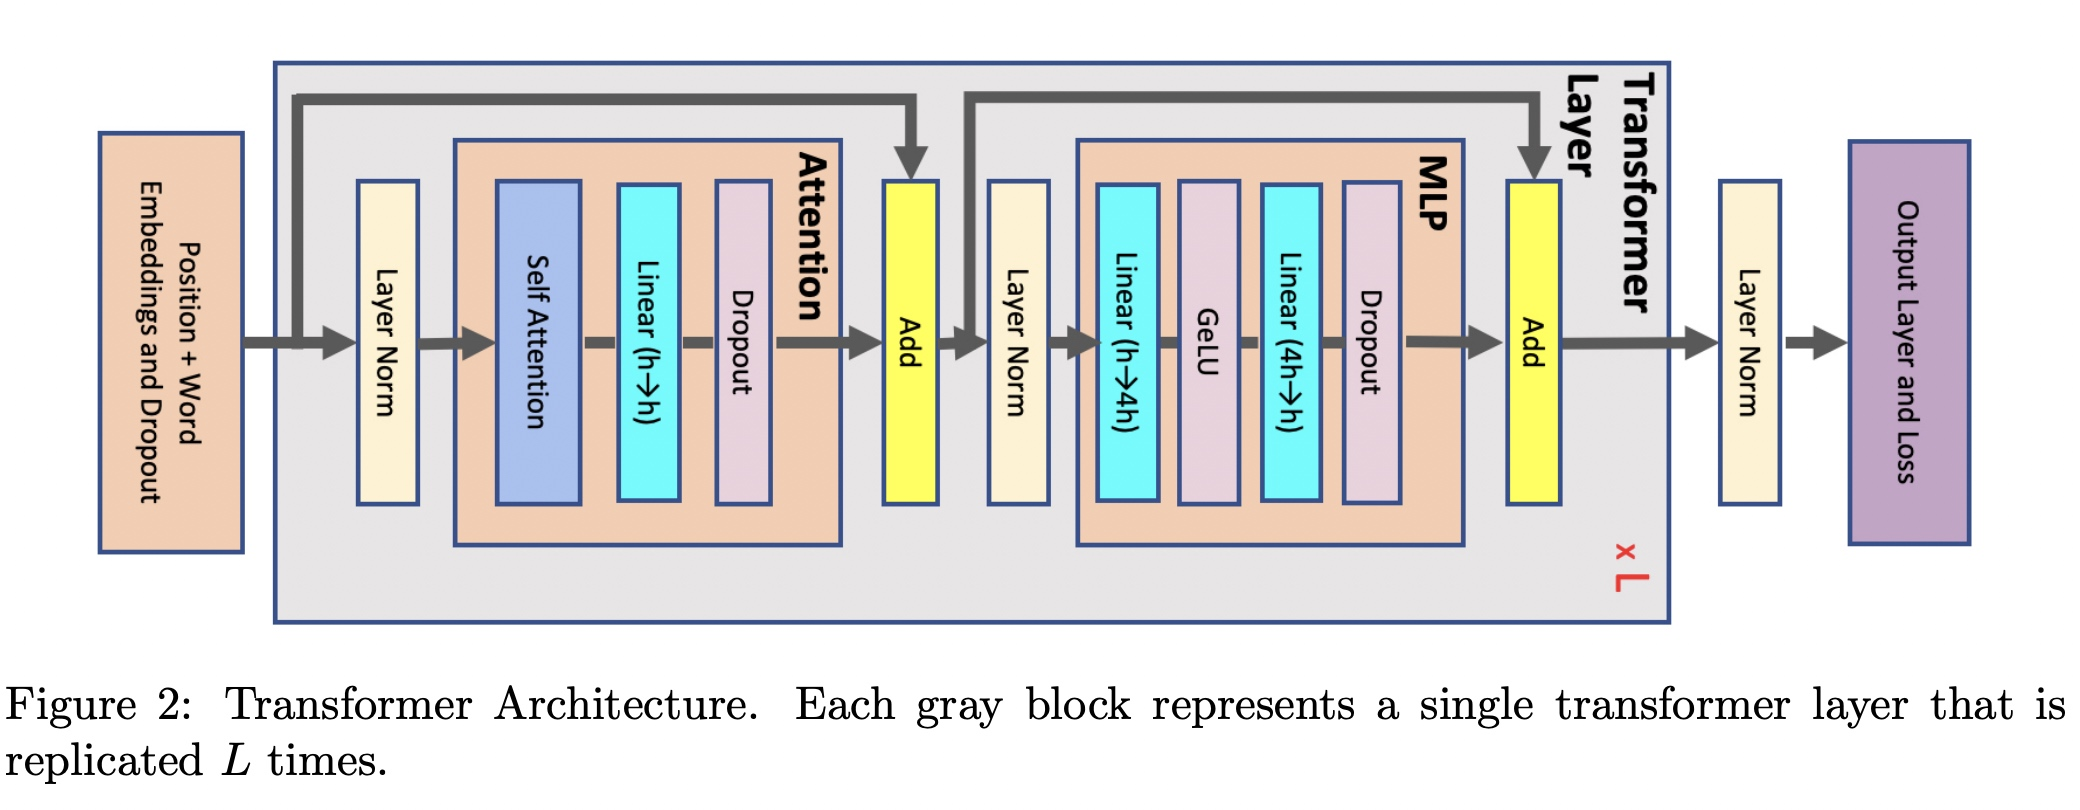 Position + Word
Embeddings and Dropout
Layer Norm
Attention
Self Attention
Linear (h→h)
Dropout
Add
Layer Norm
MLP
Linear (h→4h)
GeLU
Linear (4h→h)
Dropout
Add
Transformer
Layer
x L
Layer Norm
Output Layer and Loss
Figure 2: Transformer Architecture. Each gray block represents a single transformer layer that is
replicated L times.